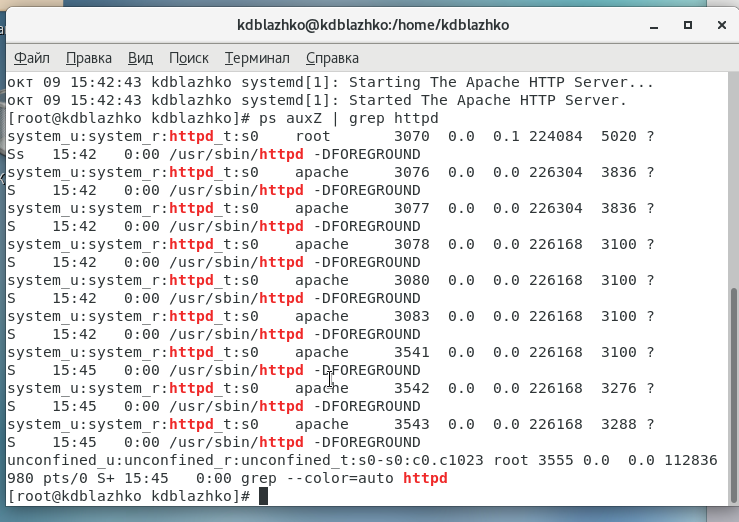 kdblazhko@kdblazhko:/home/kdblazhko
Файл Правка Вид Поиск Терминал Справка
окт 09 15:42:43 kdblazhko systemd[1]: Starting The Apache HTTP Server...
окт 09 15:42:43 kdblazhko systemd[1]: Started The Apache HTTP Server.
[root@kdblazhko kdblazhko]# ps auxZ | grep httpd
system_u:system_r:httpd_t:s0    root       3070  0.0  0.1 224084  5020 ?
Ss   15:42   0:00 /usr/sbin/httpd -DFOREGROUND
system_u:system_r:httpd_t:s0    apache     3076  0.0  0.0 226304  3836 ?
S    15:42   0:00 /usr/sbin/httpd -DFOREGROUND
system_u:system_r:httpd_t:s0    apache     3077  0.0  0.0 226304  3836 ?
S    15:42   0:00 /usr/sbin/httpd -DFOREGROUND
system_u:system_r:httpd_t:s0    apache     3078  0.0  0.0 226168  3100 ?
S    15:42   0:00 /usr/sbin/httpd -DFOREGROUND
system_u:system_r:httpd_t:s0    apache     3080  0.0  0.0 226168  3100 ?
S    15:42   0:00 /usr/sbin/httpd -DFOREGROUND
system_u:system_r:httpd_t:s0    apache     3083  0.0  0.0 226168  3100 ?
S    15:42   0:00 /usr/sbin/httpd -DFOREGROUND
system_u:system_r:httpd_t:s0    apache     3541  0.0  0.0 226168  3100 ?
S    15:45   0:00 /usr/sbin/httpd -DFOREGROUND
system_u:system_r:httpd_t:s0    apache     3542  0.0  0.0 226168  3276 ?
S    15:45   0:00 /usr/sbin/httpd -DFOREGROUND
system_u:system_r:httpd_t:s0    apache     3543  0.0  0.0 226168  3288 ?
S    15:45   0:00 /usr/sbin/httpd -DFOREGROUND
unconfined_u:unconfined_r:unconfined_t:s0-s0:c0.c1023 root 3555 0.0  0.0 112836
980 pts/0 S+ 15:45   0:00 grep --color=auto httpd
[root@kdblazhko kdblazhko]#